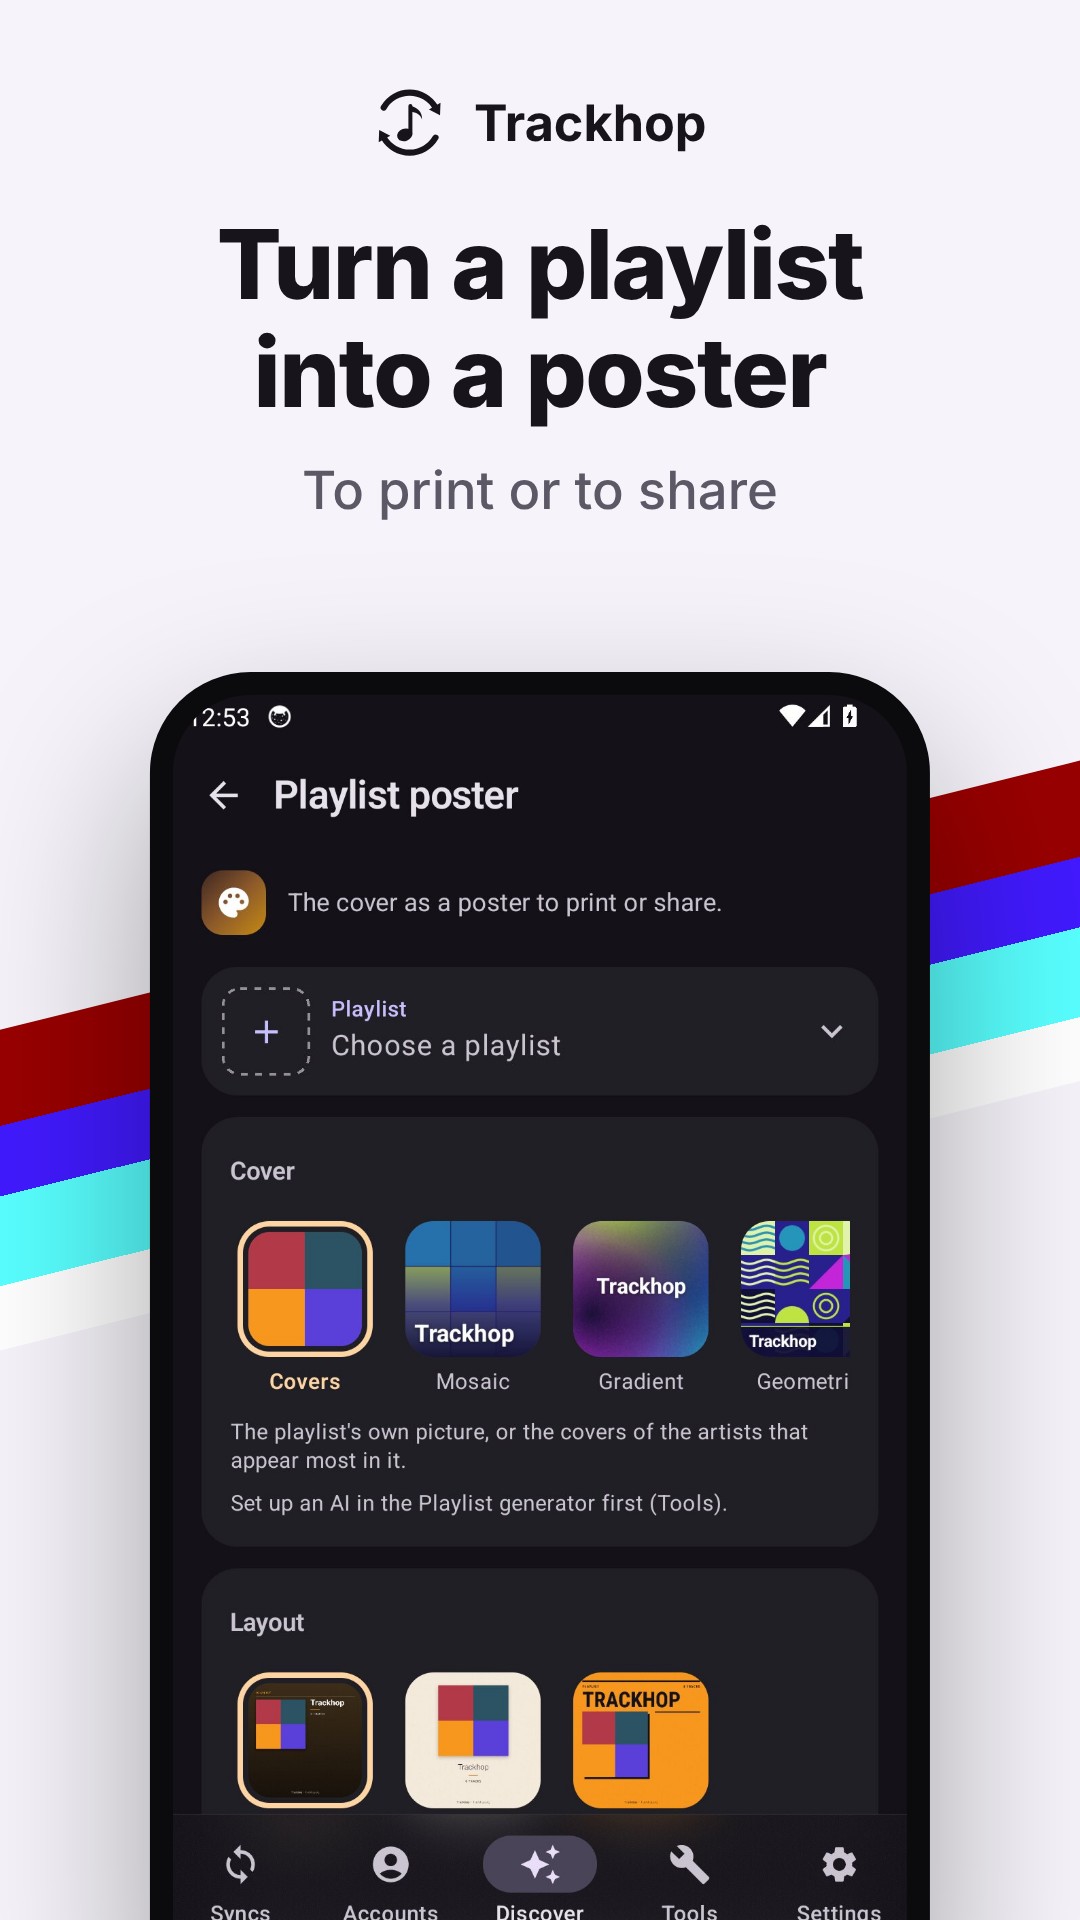 Trackhop
Turn a playlist
into a poster
To print or to share
12:53
Playlist poster
The cover as a poster to print or share.
Playlist
Choose a playlist
Cover
Trackhop
Trackhop
Trackhop
Covers
Mosaic
Gradient
Geometri
The playlist's own picture, or the covers of the artists that
appear most in it.
Set up an AI in the Playlist generator first (Tools).
Layout
Trackhop
Trackhop
TRACKHOP
Syncs
Accounts
Discover
Tools
Settings